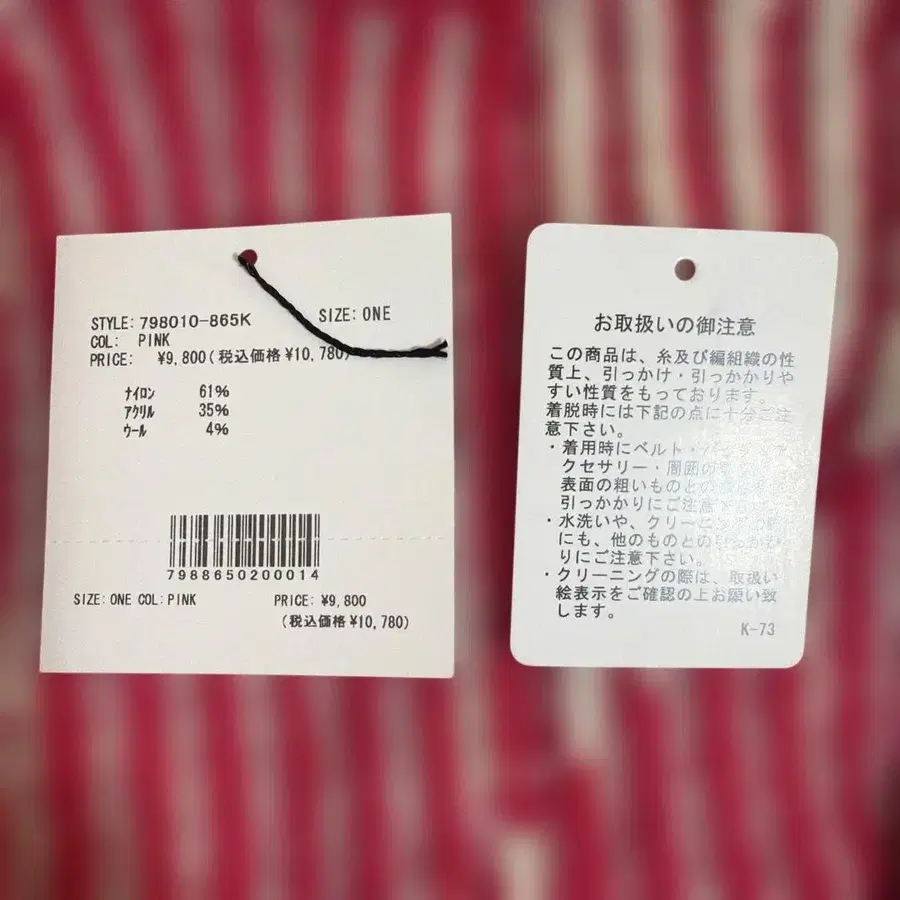 STYLE: 798010-865K
SIZE: ONE
COL: PINK
PRICE: ¥9,800(税込価格¥10,780)
ナイロン 61%
アクリル 35%
ウール 4%
7988650200014
SIZE: ONE COL: PINK
PRICE: ¥9,800
(税込価格¥10,780)
お取扱いの御注意
この商品は、糸及び編組織の性
質上、引っかけ・引っかかりや
すい性質をもっております。
着脱時には下記の点に十分ご注
意下さい。
・着用時にベルト・
クセサリー・周囲の
表面の粗いものとの
引っかかりにご注意
・水洗いや、クリーニング
にも、他のものとの引っかか
りにご注意下さい。
・クリーニングの際は、取扱い
絵表示をご確認の上お願い致
します。
K-73